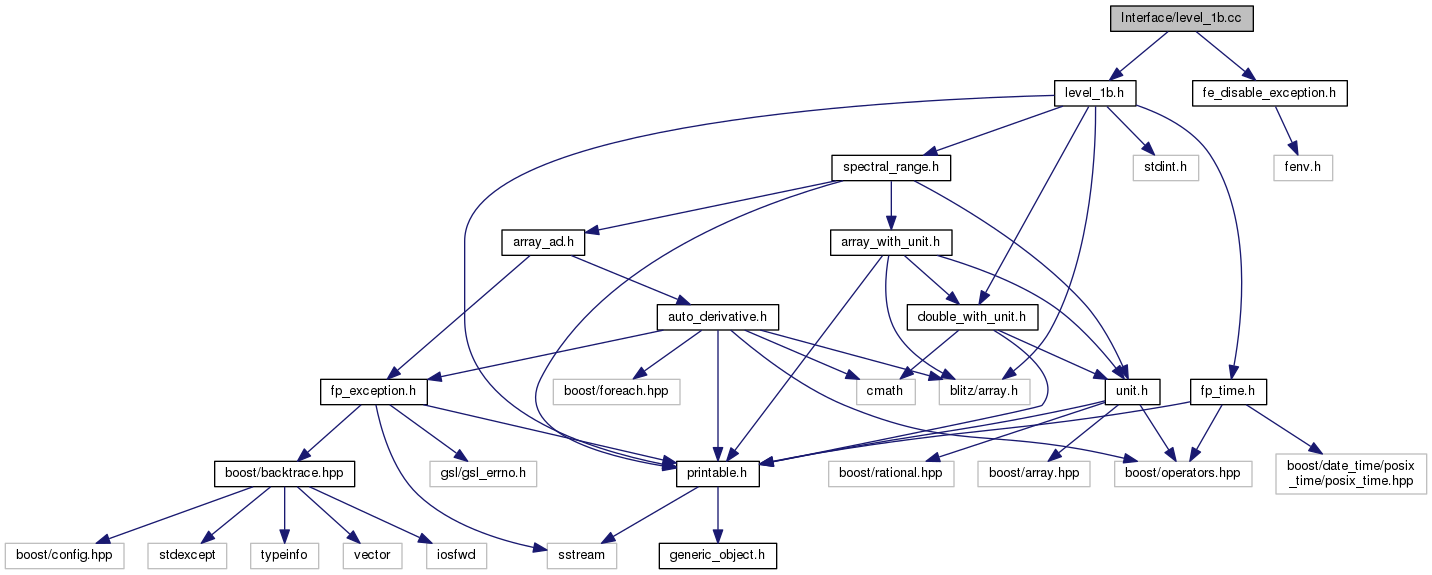 Interface/level_1b.cc
level_1b.h
fe_disable_exception.h
spectral_range.h
stdint.h
fenv.h
array_ad.h
array_with_unit.h
auto_derivative.h
double_with_unit.h
fp_exception.h
boost/foreach.hpp
cmath
blitz/array.h
unit.h
fp_time.h
boost/backtrace.hpp
gsl/gsl_errno.h
printable.h
boost/rational.hpp
boost/array.hpp
boost/operators.hpp
boost/date_time/posix
_time/posix_time.hpp
boost/config.hpp
stdexcept
typeinfo
vector
iosfwd
sstream
generic_object.h